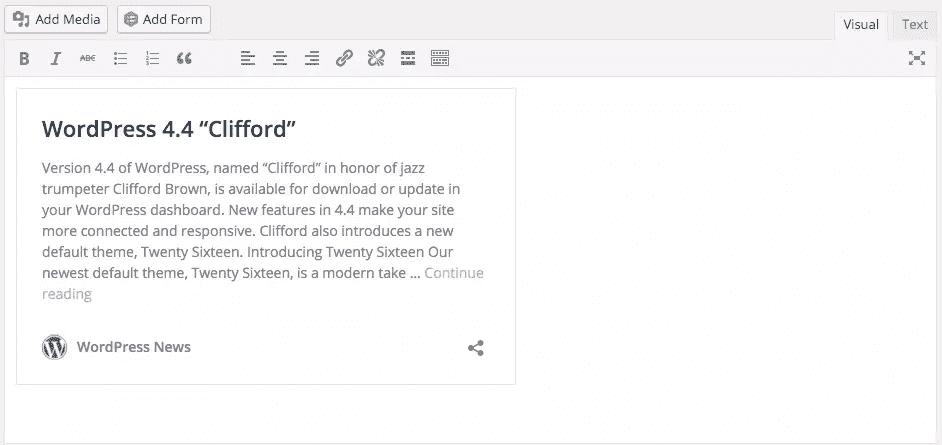 Add Media Add Form
Visual Text
B I ABC
WordPress 4.4 “Clifford”
Version 4.4 of WordPress, named “Clifford” in honor of jazz
trumpeter Clifford Brown, is available for download or update in
your WordPress dashboard. New features in 4.4 make your site
more connected and responsive. Clifford also introduces a new
default theme, Twenty Sixteen. Introducing Twenty Sixteen Our
newest default theme, Twenty Sixteen, is a modern take ... Continue
reading
WordPress News